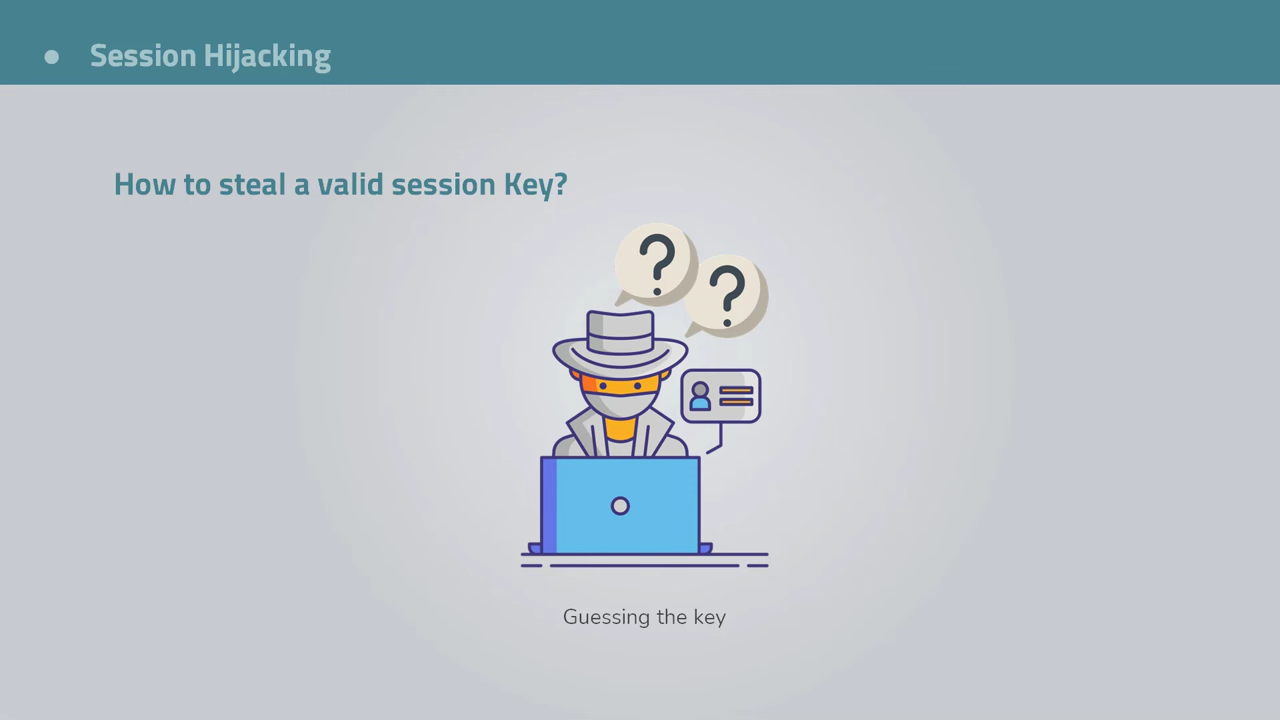 Session Hijacking
How to steal a valid session Key?
? ?
Guessing the key